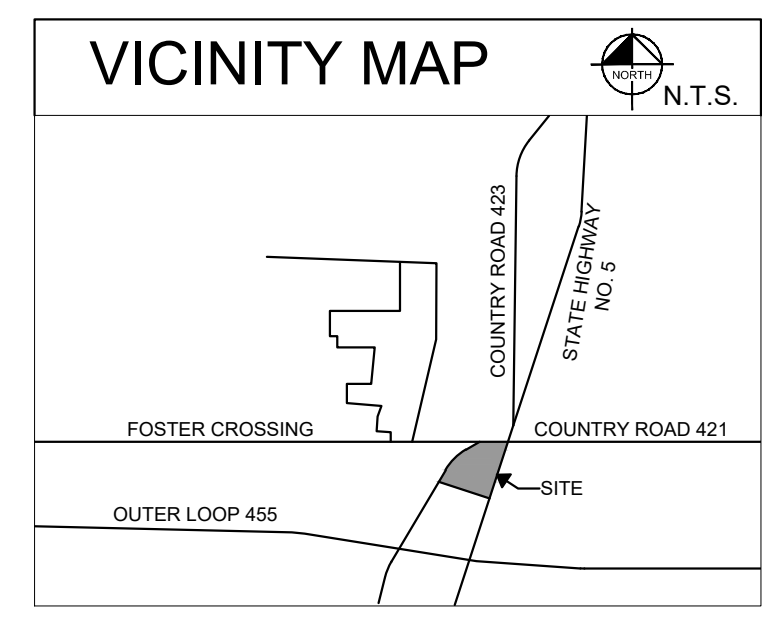 VICINITY MAP
NORTH
N.T.S.
COUNTRY ROAD 423
STATE HIGHWAY
NO. 5
FOSTER CROSSING
COUNTRY ROAD 421
SITE
OUTER LOOP 455